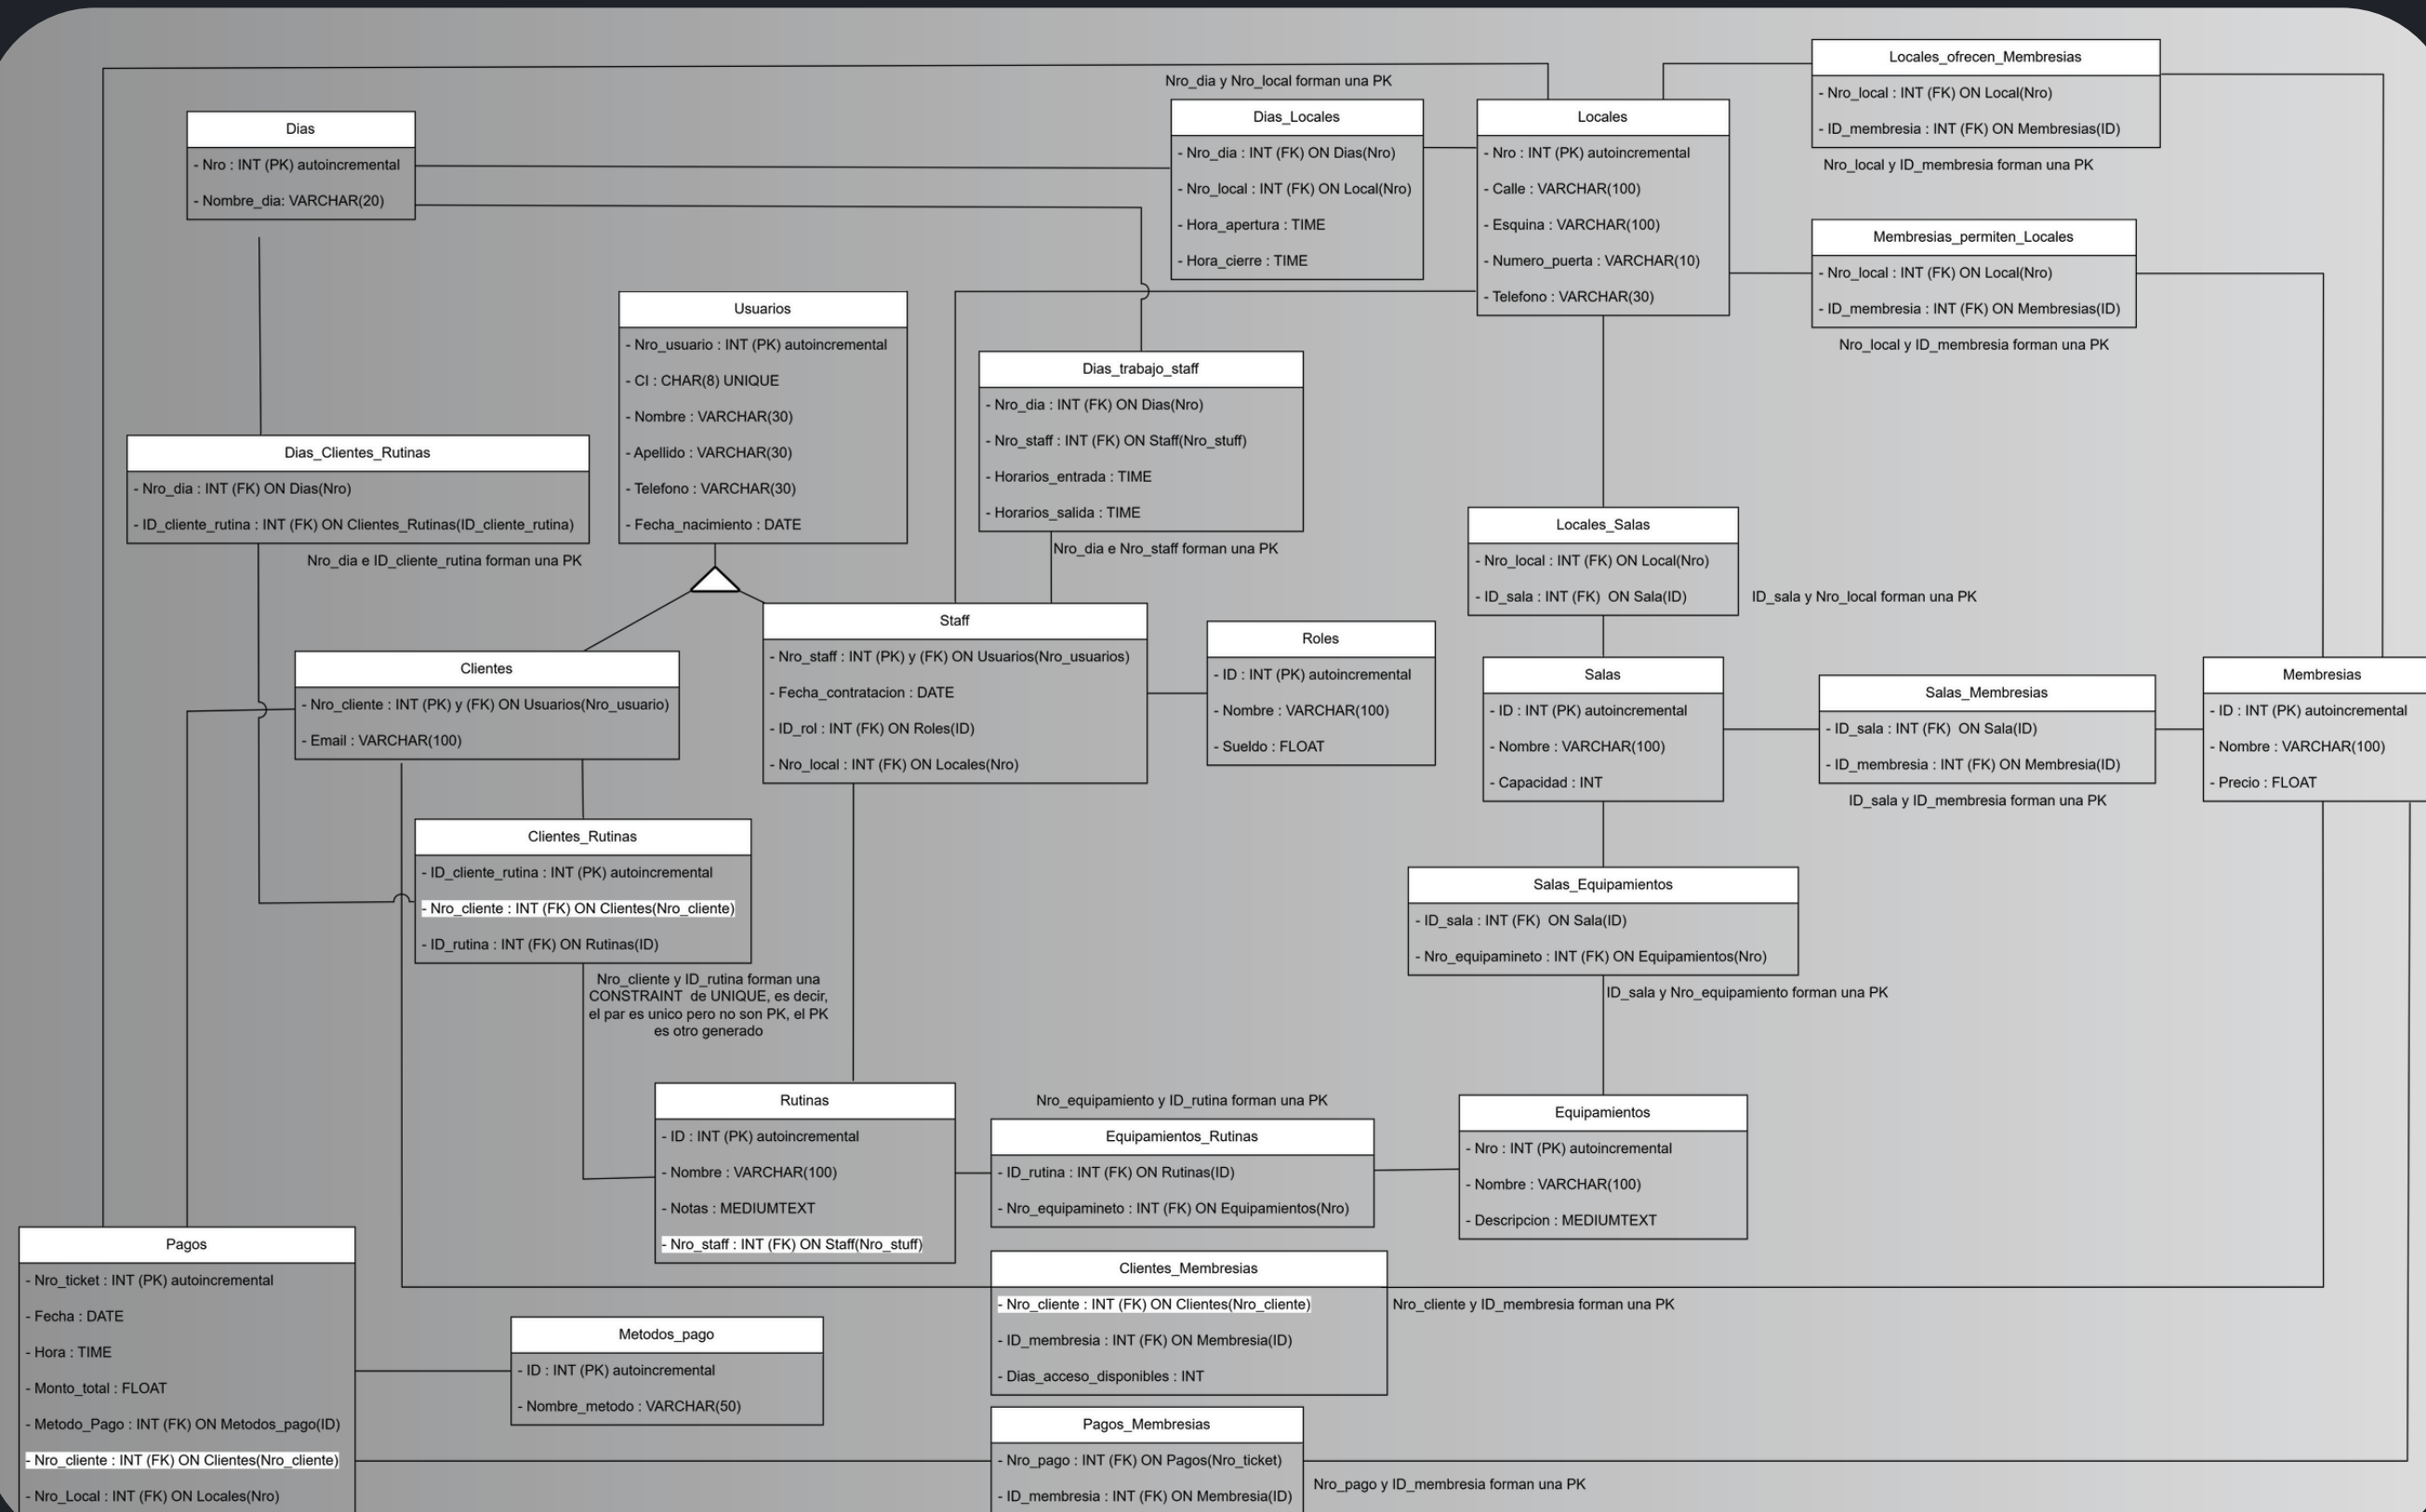 Locales_ofrecen_Membresias
- Nro_local : INT (FK) ON Local(Nro)
- ID_membresia : INT (FK) ON Membresias(ID)
Nro_local y ID_membresia forman una PK
Nro_dia y Nro_local forman una PK
Dias_Locales
- Nro_dia : INT (FK) ON Dias(Nro)
- Nro_local : INT (FK) ON Local(Nro)
- Hora_apertura : TIME
- Hora_cierre : TIME
Locales
- Nro : INT (PK) autoincremental
- Calle : VARCHAR(100)
- Esquina : VARCHAR(100)
- Numero_puerta : VARCHAR(10)
- Telefono : VARCHAR(30)
Dias
- Nro : INT (PK) autoincremental
- Nombre_dia: VARCHAR(20)
Membresias_permiten_Locales
- Nro_local : INT (FK) ON Local(Nro)
- ID_membresia : INT (FK) ON Membresias(ID)
Nro_local y ID_membresia forman una PK
Usuarios
- Nro_usuario : INT (PK) autoincremental
- CI : CHAR(8) UNIQUE
- Nombre : VARCHAR(30)
- Apellido : VARCHAR(30)
- Telefono : VARCHAR(30)
- Fecha_nacimiento : DATE
Dias_trabajo_staff
- Nro_dia : INT (FK) ON Dias(Nro)
- Nro_staff : INT (FK) ON Staff(Nro_stuff)
- Horarios_entrada : TIME
- Horarios_salida : TIME
Nro_dia e Nro_staff forman una PK
Dias_Clientes_Rutinas
- Nro_dia : INT (FK) ON Dias(Nro)
- ID_cliente_rutina : INT (FK) ON Clientes_Rutinas(ID_cliente_rutina)
Nro_dia e ID_cliente_rutina forman una PK
Locales_Salas
- Nro_local : INT (FK) ON Local(Nro)
- ID_sala : INT (FK)  ON Sala(ID)
ID_sala y Nro_local forman una PK
Staff
- Nro_staff : INT (PK) y (FK) ON Usuarios(Nro_usuarios)
- Fecha_contratacion : DATE
- ID_rol : INT (FK) ON Roles(ID)
- Nro_local : INT (FK) ON Locales(Nro)
Roles
- ID : INT (PK) autoincremental
- Nombre : VARCHAR(100)
- Sueldo : FLOAT
Clientes
- Nro_cliente : INT (PK) y (FK) ON Usuarios(Nro_usuario)
- Email : VARCHAR(100)
Salas
- ID : INT (PK) autoincremental
- Nombre : VARCHAR(100)
- Capacidad : INT
Salas_Membresias
- ID_sala : INT (FK)  ON Sala(ID)
- ID_membresia : INT (FK) ON Membresia(ID)
ID_sala y ID_membresia forman una PK
Membresias
- ID : INT (PK) autoincremental
- Nombre : VARCHAR(100)
- Precio : FLOAT
Clientes_Rutinas
- ID_cliente_rutina : INT (PK) autoincremental
- Nro_cliente : INT (FK) ON Clientes(Nro_cliente)
- ID_rutina : INT (FK) ON Rutinas(ID)
Nro_cliente y ID_rutina forman una
CONSTRAINT  de UNIQUE, es decir,
el par es unico pero no son PK, el PK
es otro generado
Salas_Equipamientos
- ID_sala : INT (FK)  ON Sala(ID)
- Nro_equipamineto : INT (FK) ON Equipamientos(Nro)
ID_sala y Nro_equipamiento forman una PK
Rutinas
- ID : INT (PK) autoincremental
- Nombre : VARCHAR(100)
- Notas : MEDIUMTEXT
- Nro_staff : INT (FK) ON Staff(Nro_stuff)
Nro_equipamiento y ID_rutina forman una PK
Equipamientos_Rutinas
- ID_rutina : INT (FK) ON Rutinas(ID)
- Nro_equipamineto : INT (FK) ON Equipamientos(Nro)
Equipamientos
- Nro : INT (PK) autoincremental
- Nombre : VARCHAR(100)
- Descripcion : MEDIUMTEXT
Pagos
- Nro_ticket : INT (PK) autoincremental
- Fecha : DATE
- Hora : TIME
- Monto_total : FLOAT
- Metodo_Pago : INT (FK) ON Metodos_pago(ID)
- Nro_cliente : INT (FK) ON Clientes(Nro_cliente)
- Nro_Local : INT (FK) ON Locales(Nro)
Metodos_pago
- ID : INT (PK) autoincremental
- Nombre_metodo : VARCHAR(50)
Clientes_Membresias
- Nro_cliente : INT (FK) ON Clientes(Nro_cliente)
- ID_membresia : INT (FK) ON Membresia(ID)
- Dias_acceso_disponibles : INT
Nro_cliente y ID_membresia forman una PK
Pagos_Membresias
- Nro_pago : INT (FK) ON Pagos(Nro_ticket)
- ID_membresia : INT (FK) ON Membresia(ID)
Nro_pago y ID_membresia forman una PK